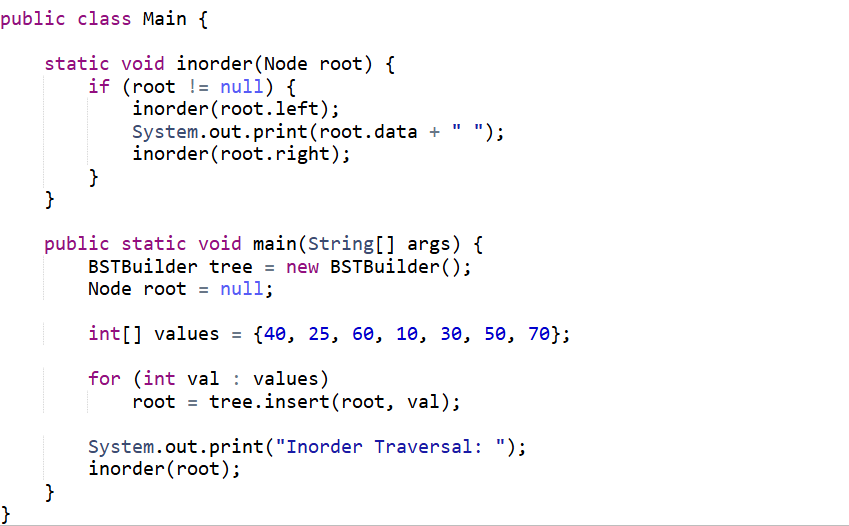 public class Main {
    static void inorder(Node root) {
        if (root != null) {
            inorder(root.left);
            System.out.print(root.data + " ");
            inorder(root.right);
        }
    }
    public static void main(String[] args) {
        BSTBuilder tree = new BSTBuilder();
        Node root = null;
        int[] values = {40, 25, 60, 10, 30, 50, 70};
        for (int val : values)
            root = tree.insert(root, val);
        System.out.print("Inorder Traversal: ");
        inorder(root);
    }
}